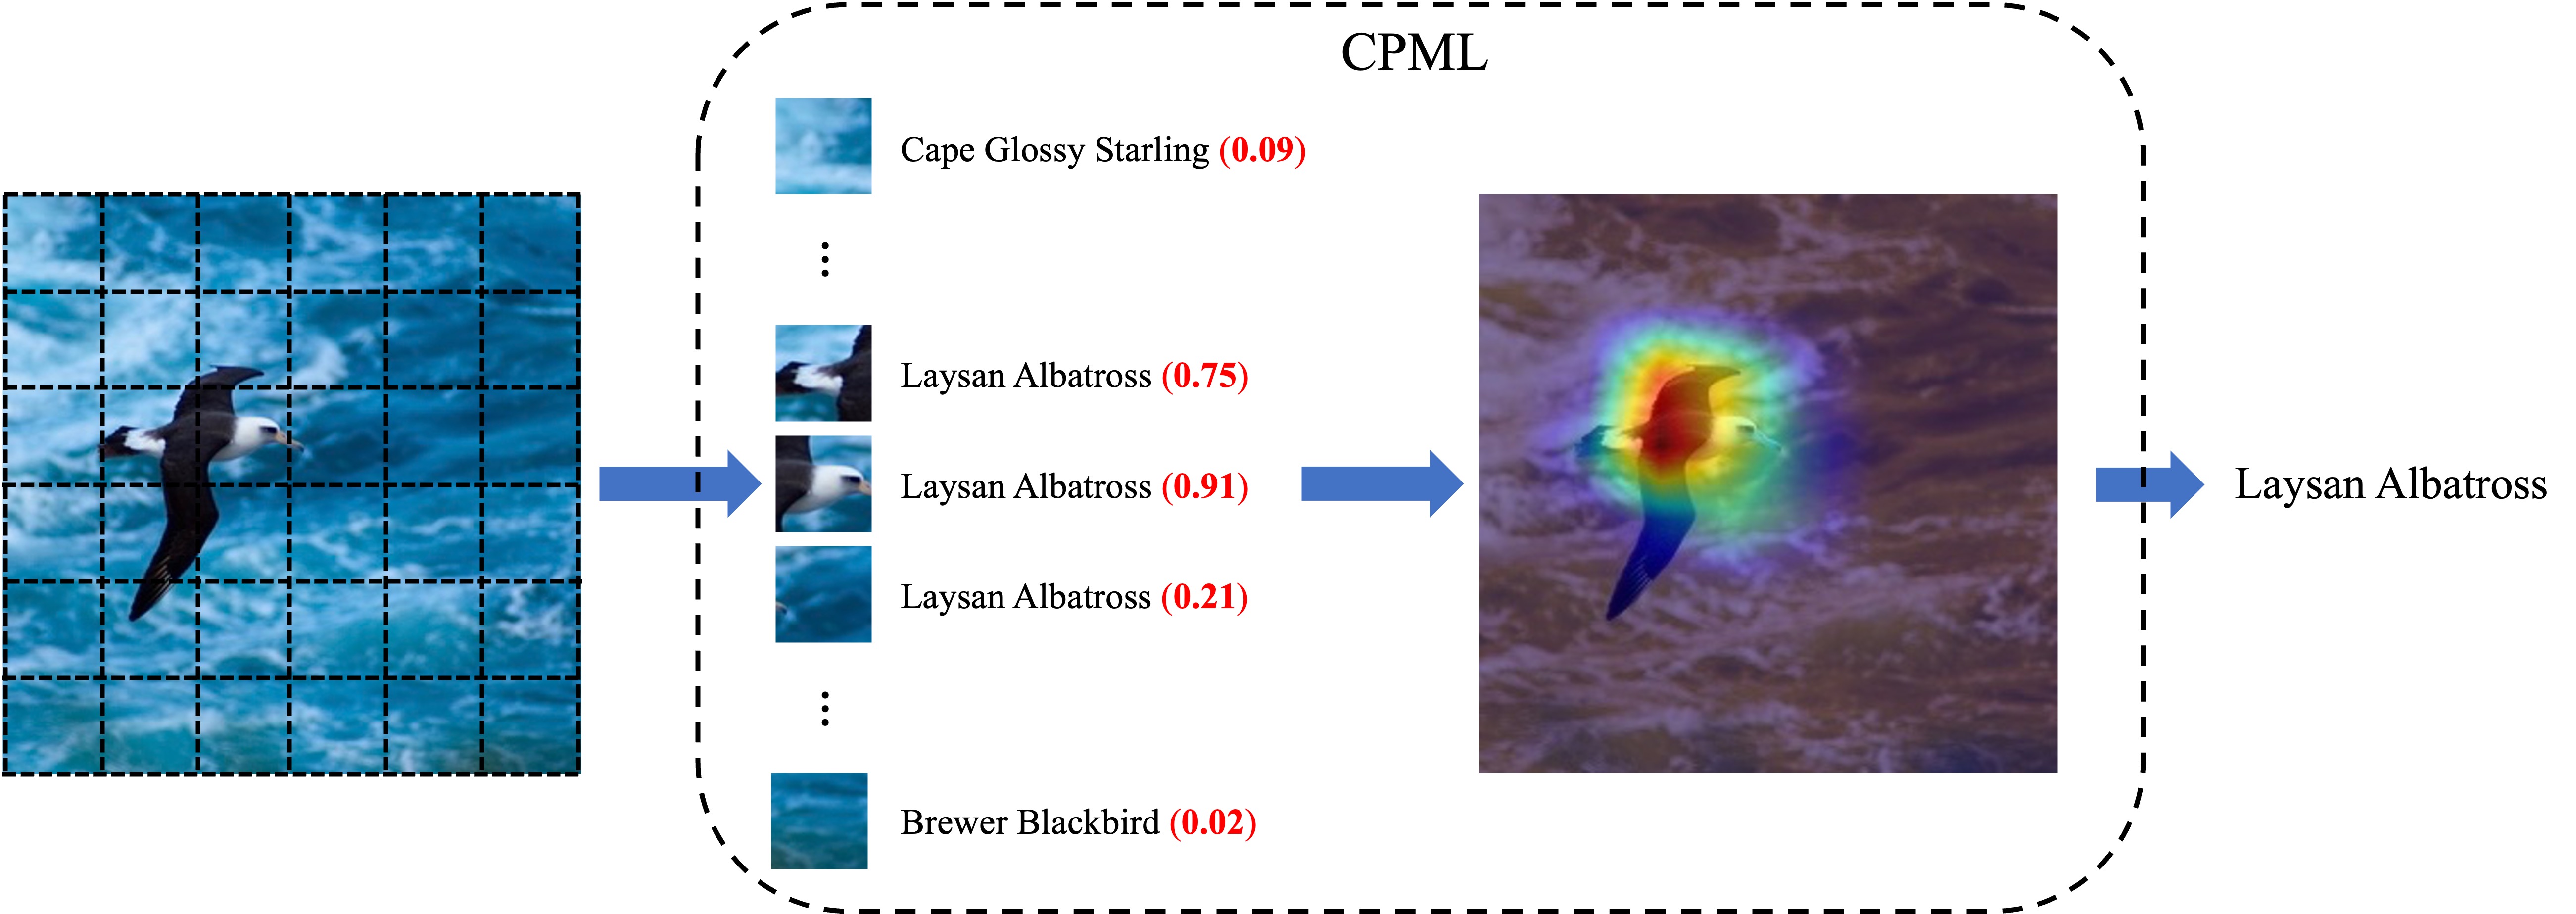 CPML
Cape Glossy Starling (0.09)
Laysan Albatross (0.75)
Laysan Albatross (0.91)
Laysan Albatross (0.21)
Brewer Blackbird (0.02)
Laysan Albatross